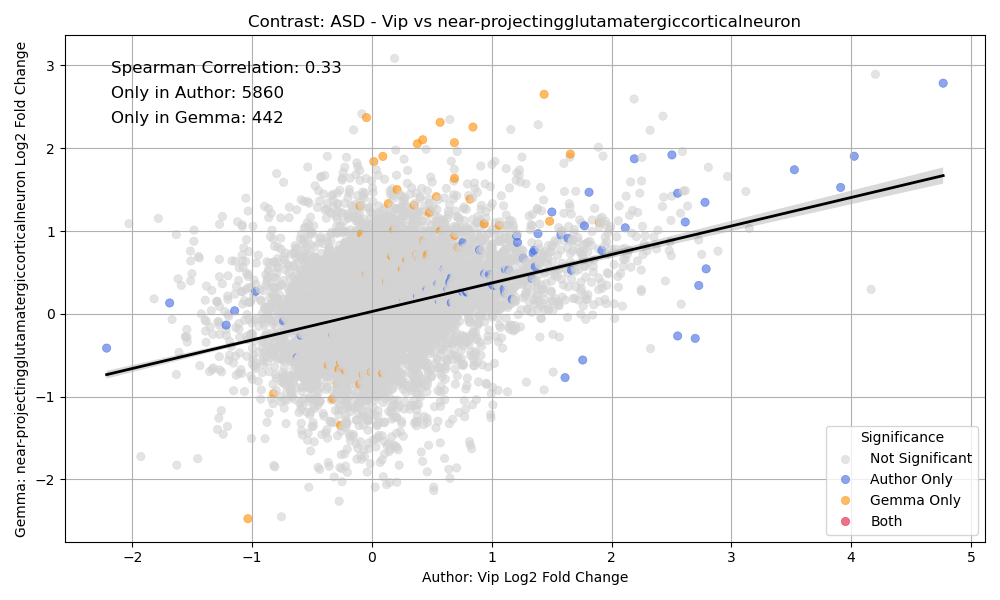 Contrast: ASD - Vip vs near-projectingglutamatergiccorticalneuron
Gemma: near-projectingglutamatergiccorticalneuron Log2 Fold Change
3
2
1
0
−1
−2
Spearman Correlation: 0.33
Only in Author: 5860
Only in Gemma: 442
Significance
Not Significant
Author Only
Gemma Only
Both
−2
−1
0
1
2
3
4
5
Author: Vip Log2 Fold Change